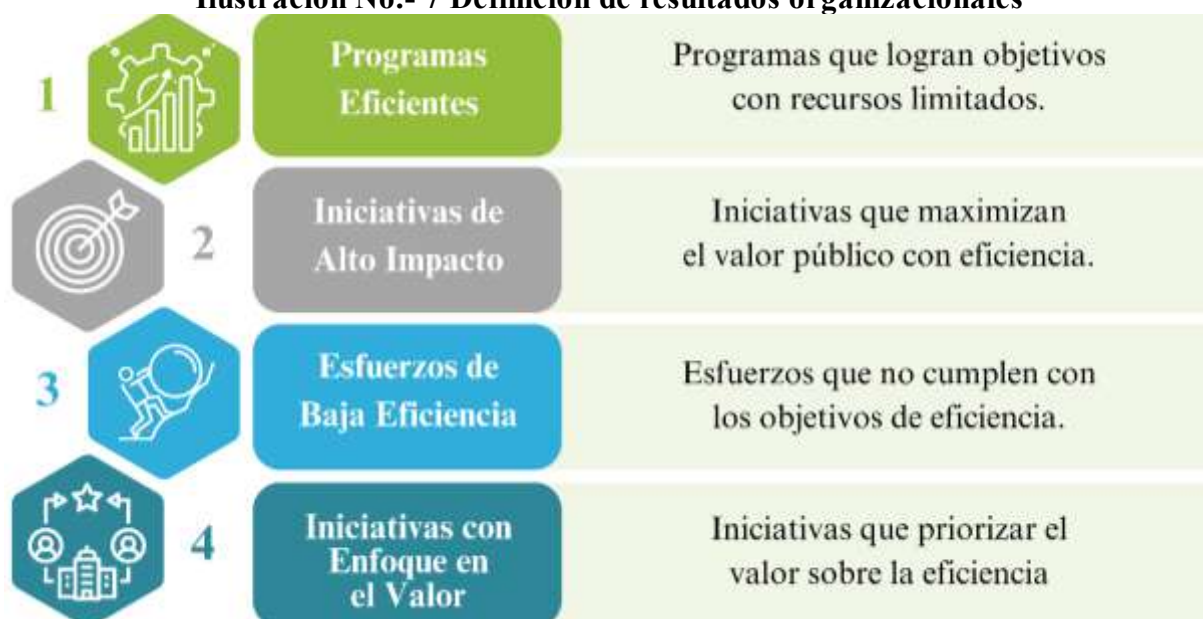 Ilustración No.- 7 Definición de resultados organizacionales
1
Programas
Eficientes
Programas que logran objetivos
con recursos limitados.
2
Iniciativas de
Alto Impacto
Iniciativas que maximizan
el valor público con eficiencia.
3
Esfuerzos de
Baja Eficiencia
Esfuerzos que no cumplen con
los objetivos de eficiencia.
4
Iniciativas con
Enfoque en
el Valor
Iniciativas que priorizar el
valor sobre la eficiencia